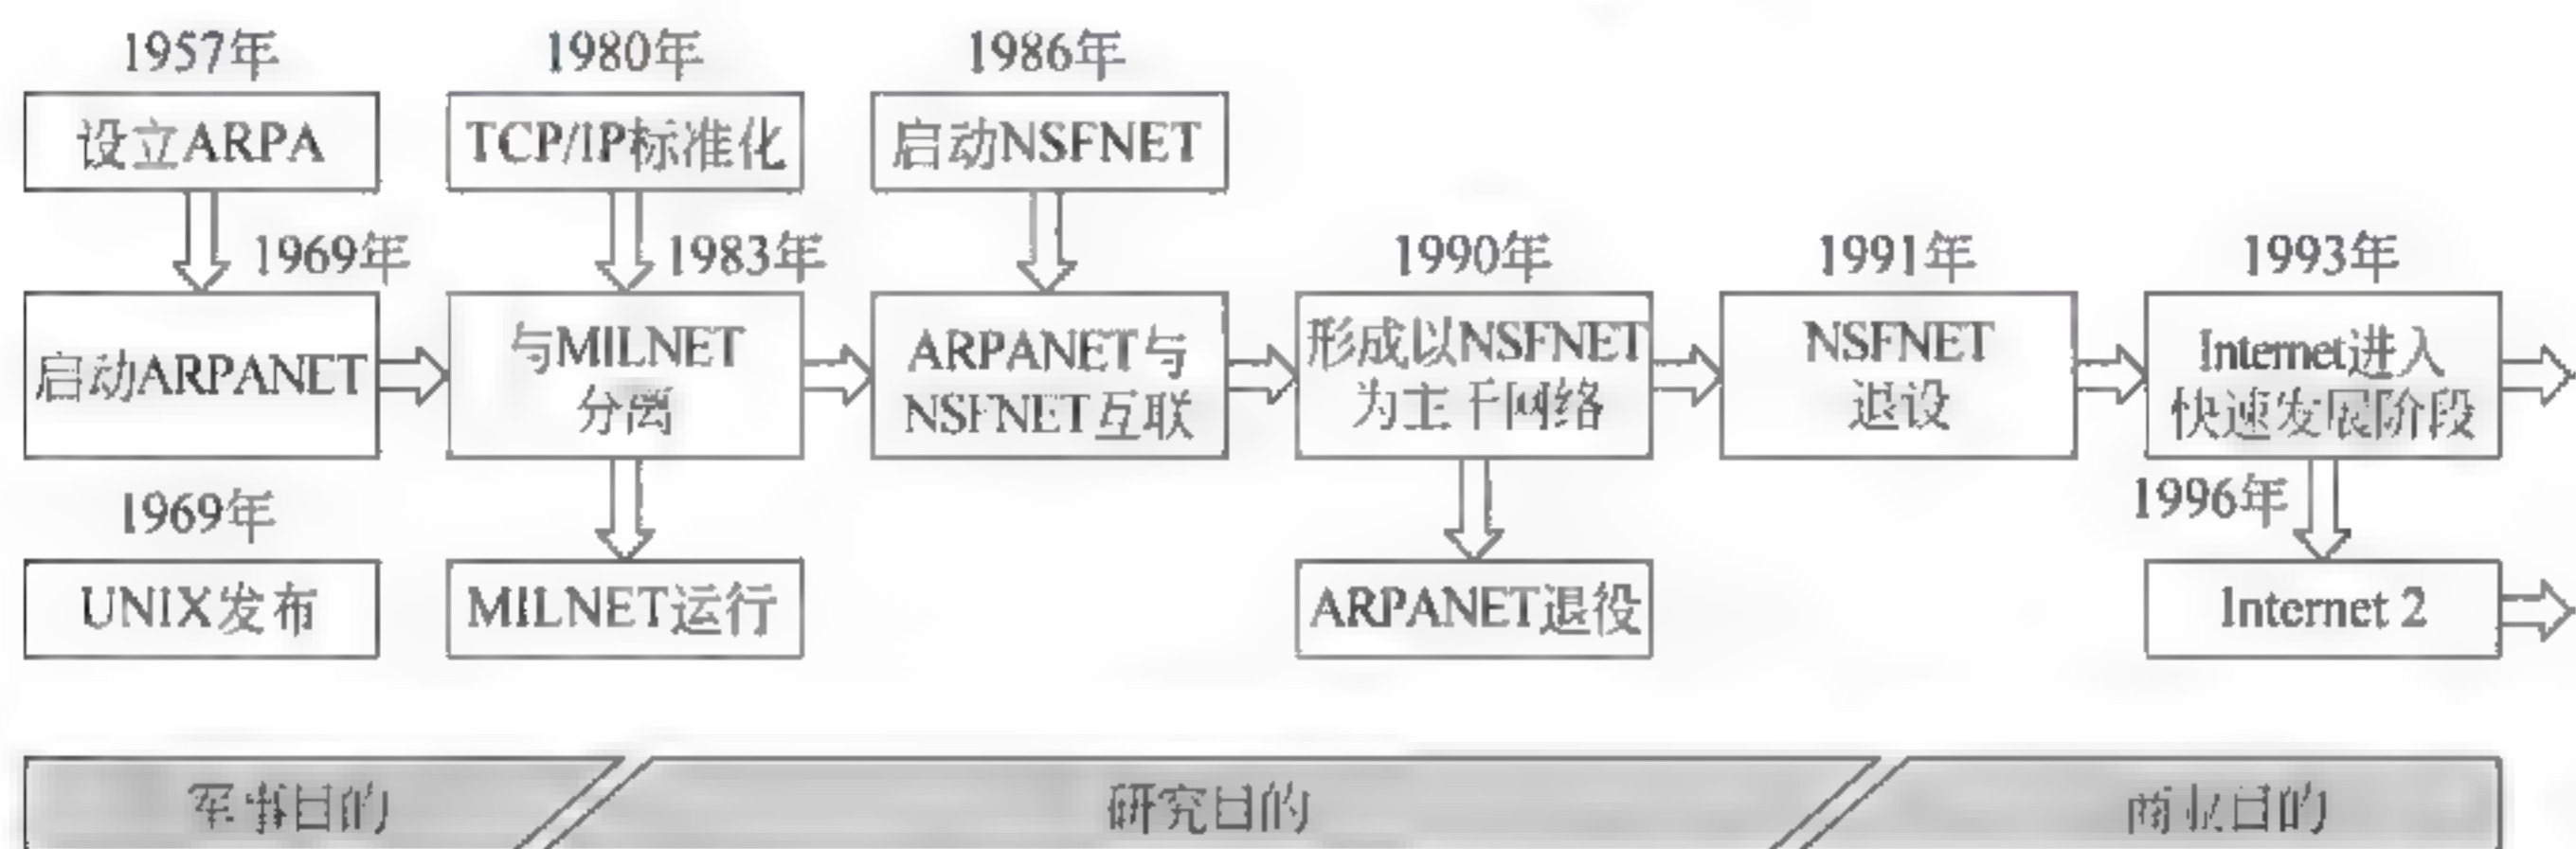 1957年
1980年
1986年
设立ARPA
TCP/IP标准化
启动NSFNET
1969年
1983年
1990年
1991年
1993年
启动ARPANET
与MILNET
分离
ARPANET与
NSFNET互联
形成以NSFNET
为主干网络
NSFNET
退设
Internet进入
快速发展阶段
1969年
1996年
UNIX发布
MILNET运行
ARPANET退役
Internet 2
军事目的
研究目的
商业目的